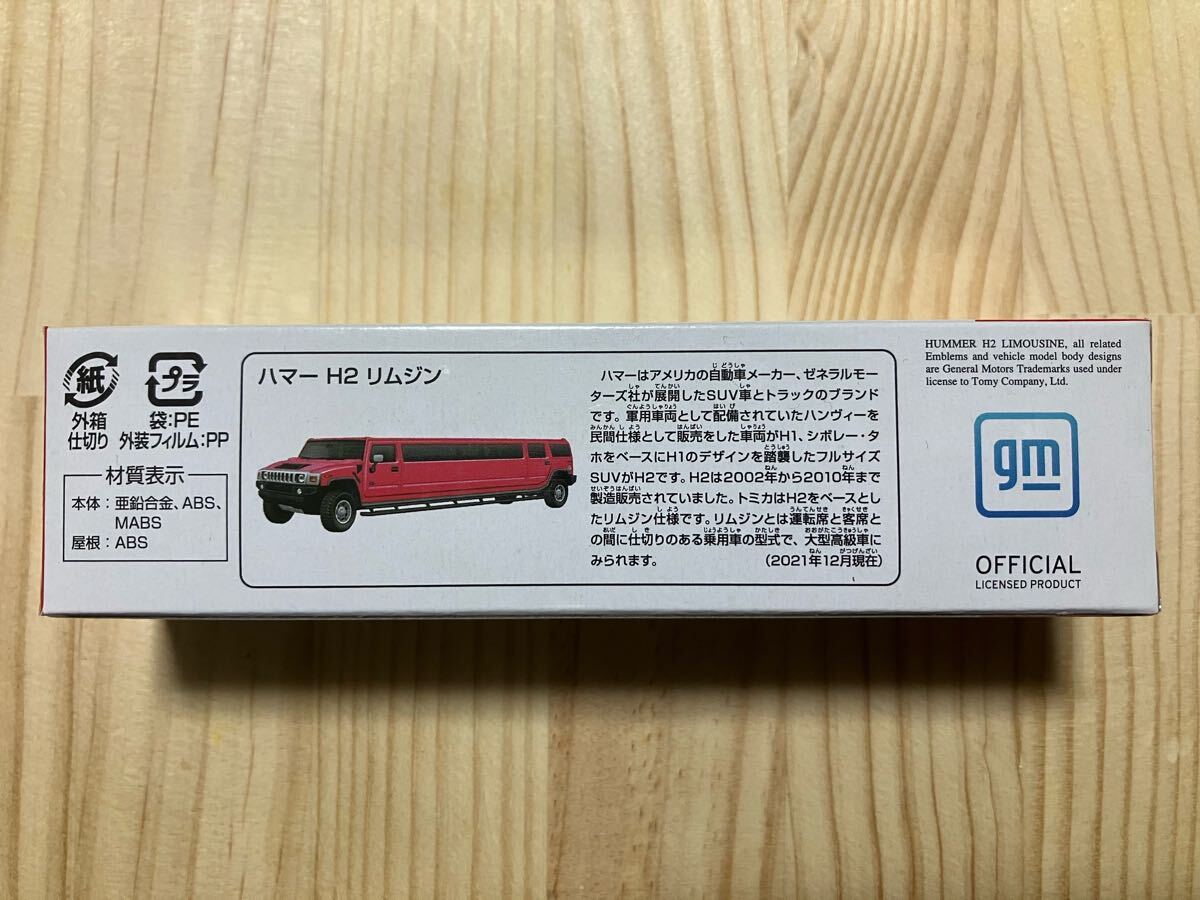 紙
外箱
仕切り
プラ
袋:PE
外装フィルム:PP
材質表示
本体：亜鉛合金、ABS、
MABS
屋根：ABS
ハマー H2 リムジン
ハマーはアメリカの自動車メーカー、ゼネラルモー
ターズ社が展開したSUV車とトラックのブランド
です。軍用車両として配備されていたハンヴィーを
民間仕様として販売をした車両がH1、シボレー・タ
ホをベースにH1のデザインを踏襲したフルサイズ
SUVがH2です。H2は2002年から2010年まで
製造販売されていました。トミカはH2をベースとし
たリムジン仕様です。リムジンとは運転席と客席と
の間に仕切りのある乗用車の型式で、大型高級車に
みられます。 (2021年12月現在)
HUMMER H2 LIMOUSINE, all related
Emblems and vehicle model body designs
are General Motors Trademarks used under
license to Tomy Company, Ltd.
gm
OFFICIAL
LICENSED PRODUCT